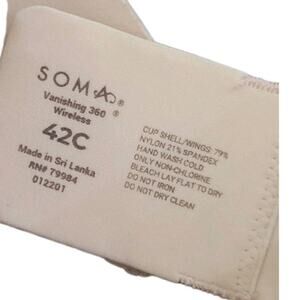 SOMA®
Vanishing 360®
Wireless
42C
Made in Sri Lanka
RN# 79984
012201
CUP SHELL/WINGS: 79%
NYLON 21% SPANDEX
HAND WASH COLD
ONLY NON-CHLORINE
BLEACH LAY FLAT TO DRY
DO NOT IRON
DO NOT DRY CLEAN